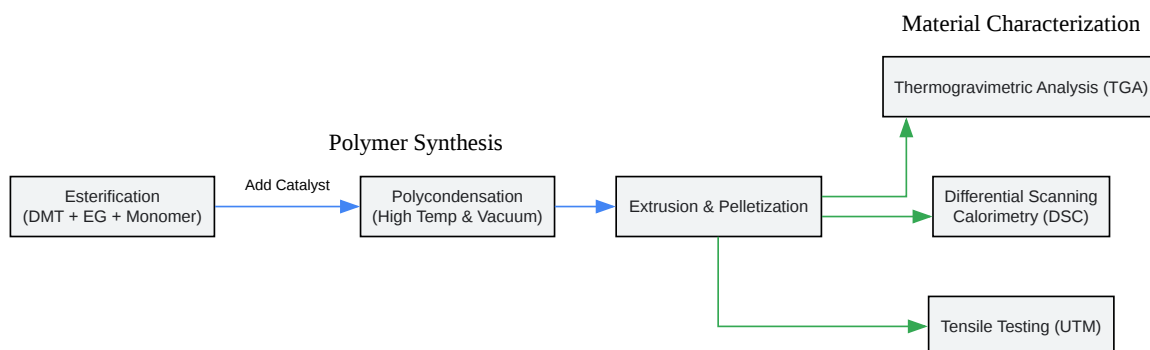 Material Characterization
Thermogravimetric Analysis (TGA)
Polymer Synthesis
Esterification
(DMT + EG + Monomer)
Add Catalyst
Polycondensation
(High Temp & Vacuum)
Extrusion & Pelletization
Differential Scanning
Calorimetry (DSC)
Tensile Testing (UTM)